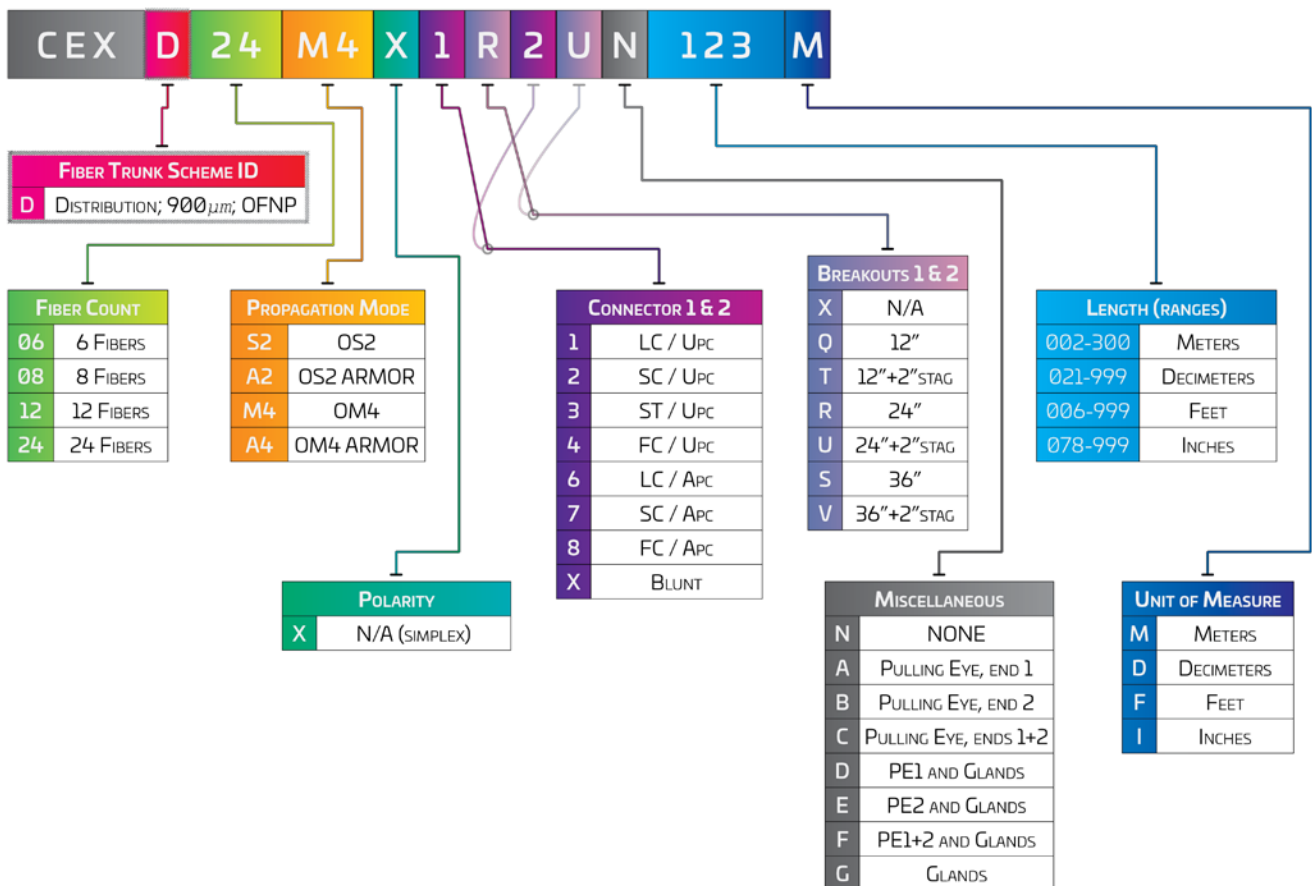 CEX D 24 M4 X 1 R 2 U N 123 M
FIBER TRUNK SCHEME ID
D DISTRIBUTION; 900μm; OFNP
FIBER COUNT
06 6 FIBERS
08 8 FIBERS
12 12 FIBERS
24 24 FIBERS
PROPAGATION MODE
S2 OS2
A2 OS2 ARMOR
M4 OM4
A4 OM4 ARMOR
POLARITY
X N/A (SIMPLEX)
CONNECTOR 1 & 2
1 LC / UPC
2 SC / UPC
3 ST / UPC
4 FC / UPC
6 LC / APC
7 SC / APC
8 FC / APC
X BLUNT
BREAKOUTS 1 & 2
X N/A
Q 12"
T 12"+2"STAG
R 24"
U 24"+2"STAG
S 36"
V 36"+2"STAG
MISCELLANEOUS
N NONE
A PULLING EYE, END 1
B PULLING EYE, END 2
C PULLING EYE, ENDS 1+2
D PE1 AND GLANDS
E PE2 AND GLANDS
F PE1+2 AND GLANDS
G GLANDS
LENGTH (RANGES)
002-300 METERS
021-999 DECIMETERS
006-999 FEET
078-999 INCHES
UNIT OF MEASURE
M METERS
D DECIMETERS
F FEET
I INCHES